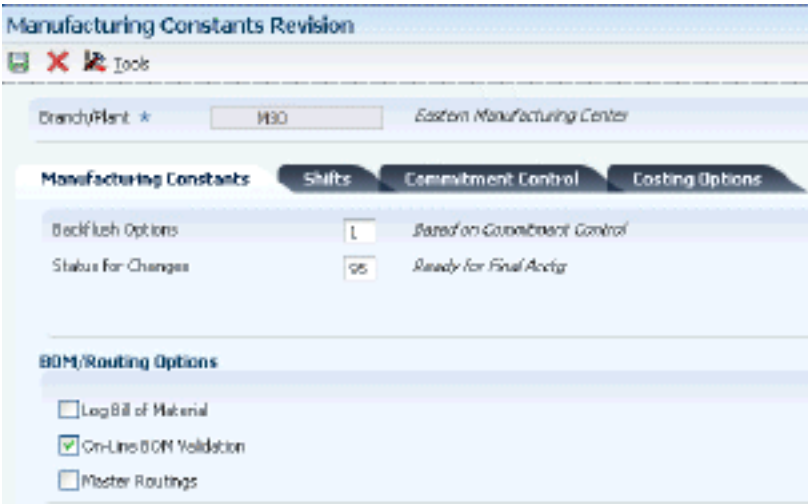 Manufacturing Constants Revision
Tools
Branch/Plant * M30 Eastern Manufacturing Center
Manufacturing Constants Shifts Commitment Control Costing Options
Backflush Options 1 Based on Commitment Control
Status for Changes 95 Ready for Final Acctg
BOM/Routing Options
Log Bill of Material
On-Line BOM Validation
Master Routings